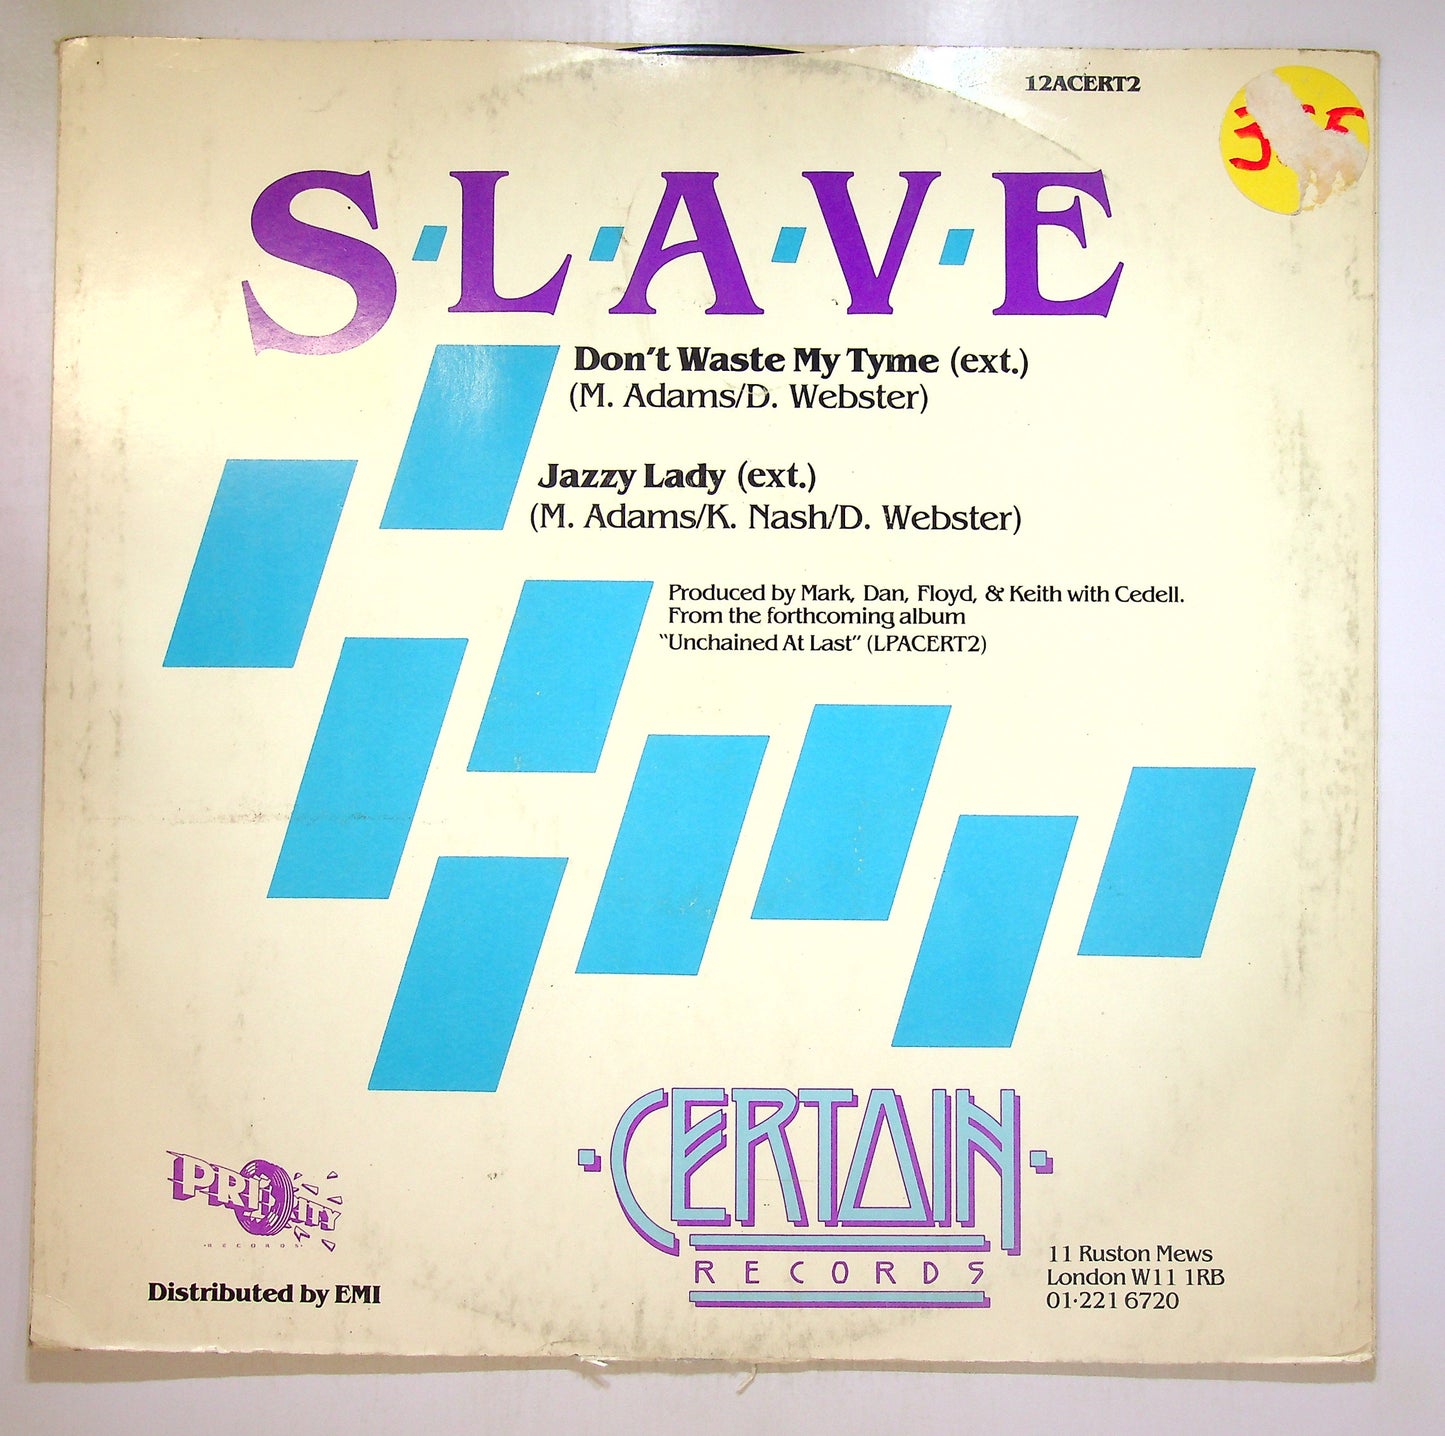 12ACERT2
S·L·A·V·E
Don't Waste My Tyme (ext.)
(M. Adams/D. Webster)
Jazzy Lady (ext.)
(M. Adams/K. Nash/D. Webster)
Produced by Mark, Dan, Floyd, & Keith with Cedell.
From the forthcoming album
"Unchained At Last" (LPACERT2)
PRIORITY
·RECORDS·
Distributed by EMI
·CERTAIN·
RECORDS
11 Ruston Mews
London W11 1RB
01·221 6720